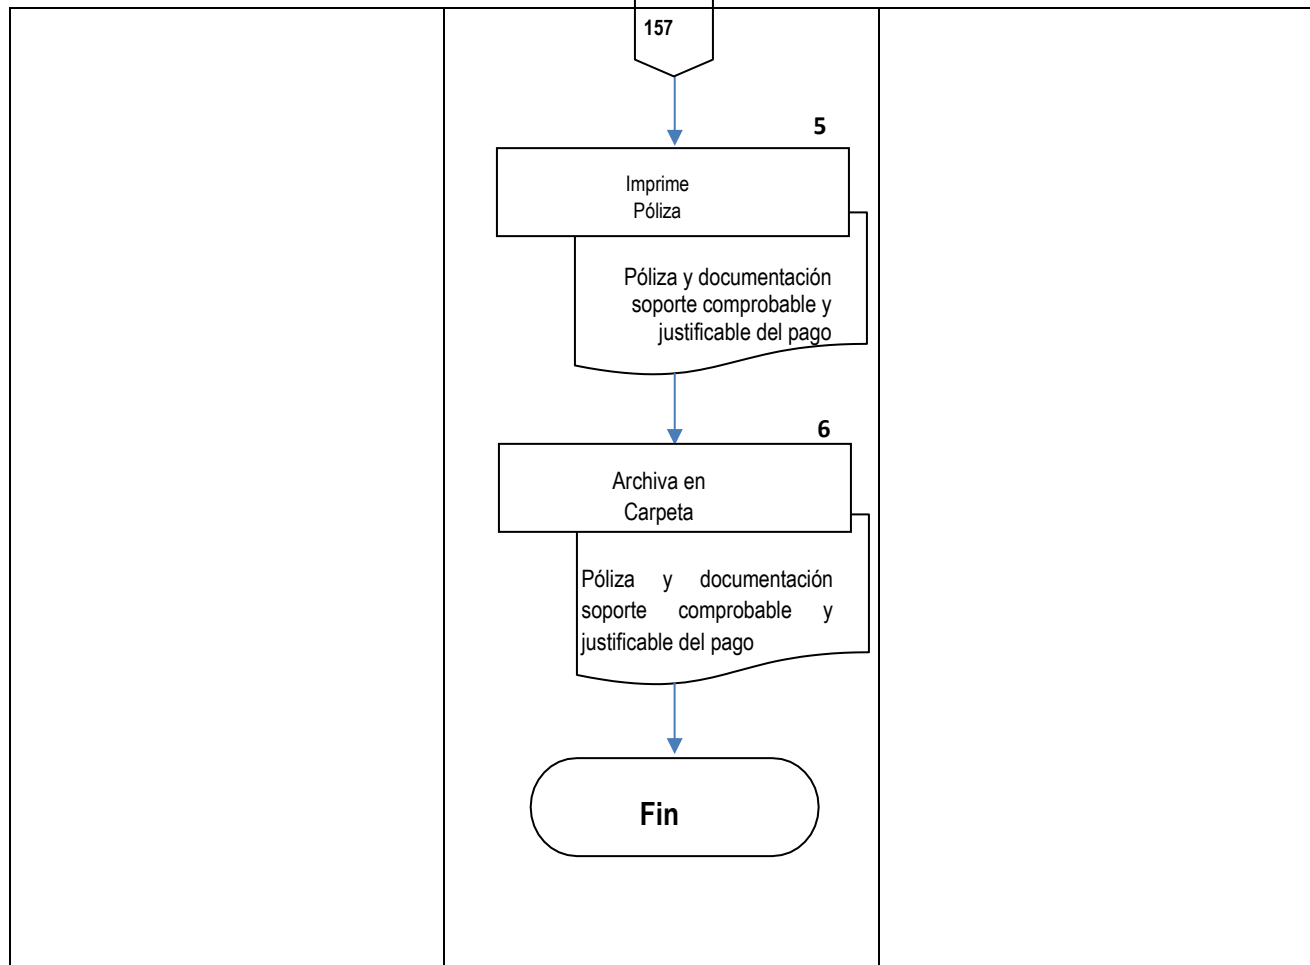 157
5
Imprime
Póliza
Póliza y documentación
soporte comprobable y
justificable del pago
6
Archiva en
Carpeta
Póliza y documentación
soporte comprobable y
justificable del pago
Fin